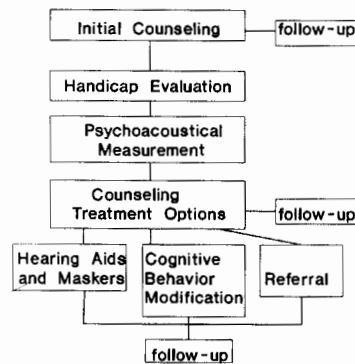 Initial Counseling
follow-up
Handicap Evaluation
Psychoacoustical
Measurement
Counseling
Treatment Options
follow-up
Hearing Aids
and Maskers
Cognitive
Behavior
Modification
Referral
follow-up